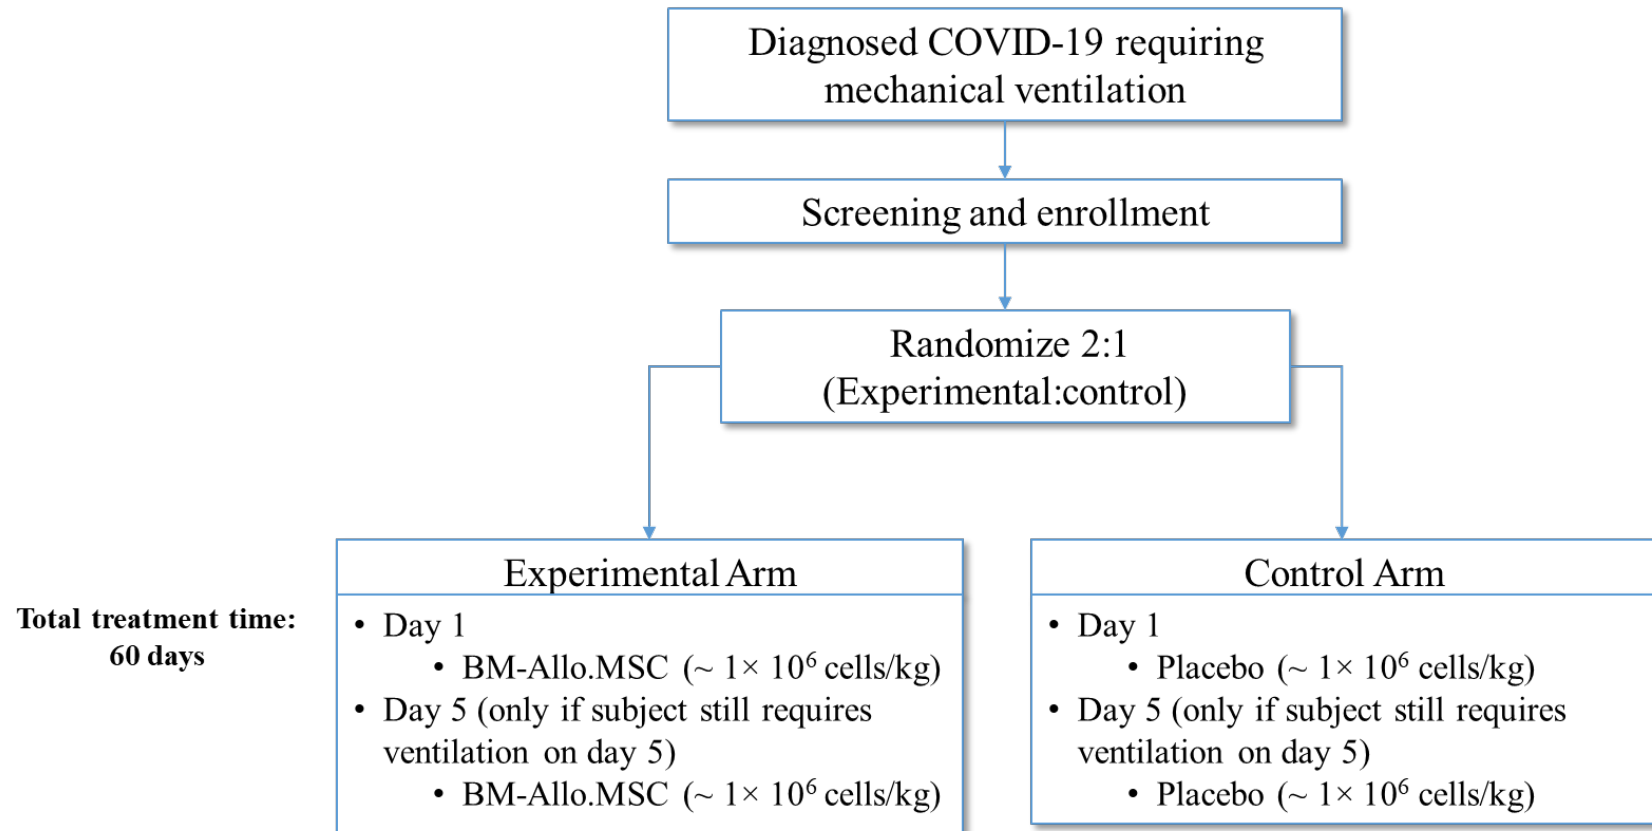 Diagnosed COVID-19 requiring
mechanical ventilation
Screening and enrollment
Randomize 2:1
(Experimental:control)
Total treatment time:
60 days
Experimental Arm
• Day 1
• BM-Allo.MSC (~ 1× 10⁶ cells/kg)
• Day 5 (only if subject still requires
ventilation on day 5)
• BM-Allo.MSC (~ 1× 10⁶ cells/kg)
Control Arm
• Day 1
• Placebo (~ 1× 10⁶ cells/kg)
• Day 5 (only if subject still requires
ventilation on day 5)
• Placebo (~ 1× 10⁶ cells/kg)